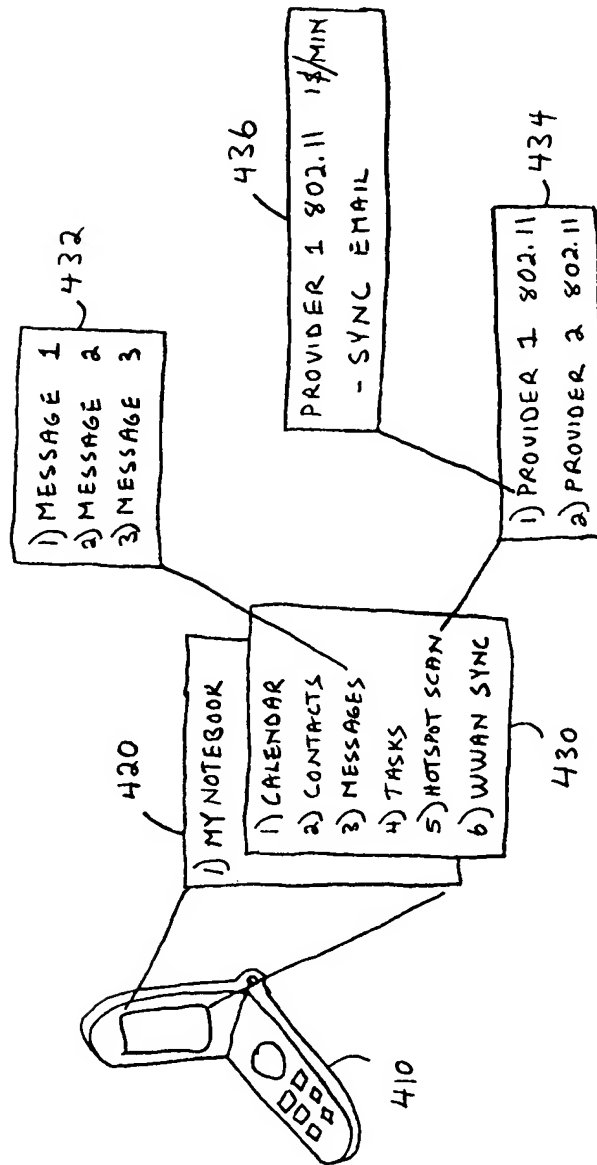 410
420
1) MY NOTEBOOK
1) CALENDAR
2) CONTACTS
3) MESSAGES
4) TASKS
5) HOTSPOT SCAN
6) WWAN SYNC
430
432
1) MESSAGE 1
2) MESSAGE 2
3) MESSAGE 3
436
PROVIDER 1 802.11 1¢/MIN
- SYNC EMAIL
434
1) PROVIDER 1 802.11
2) PROVIDER 2 802.11